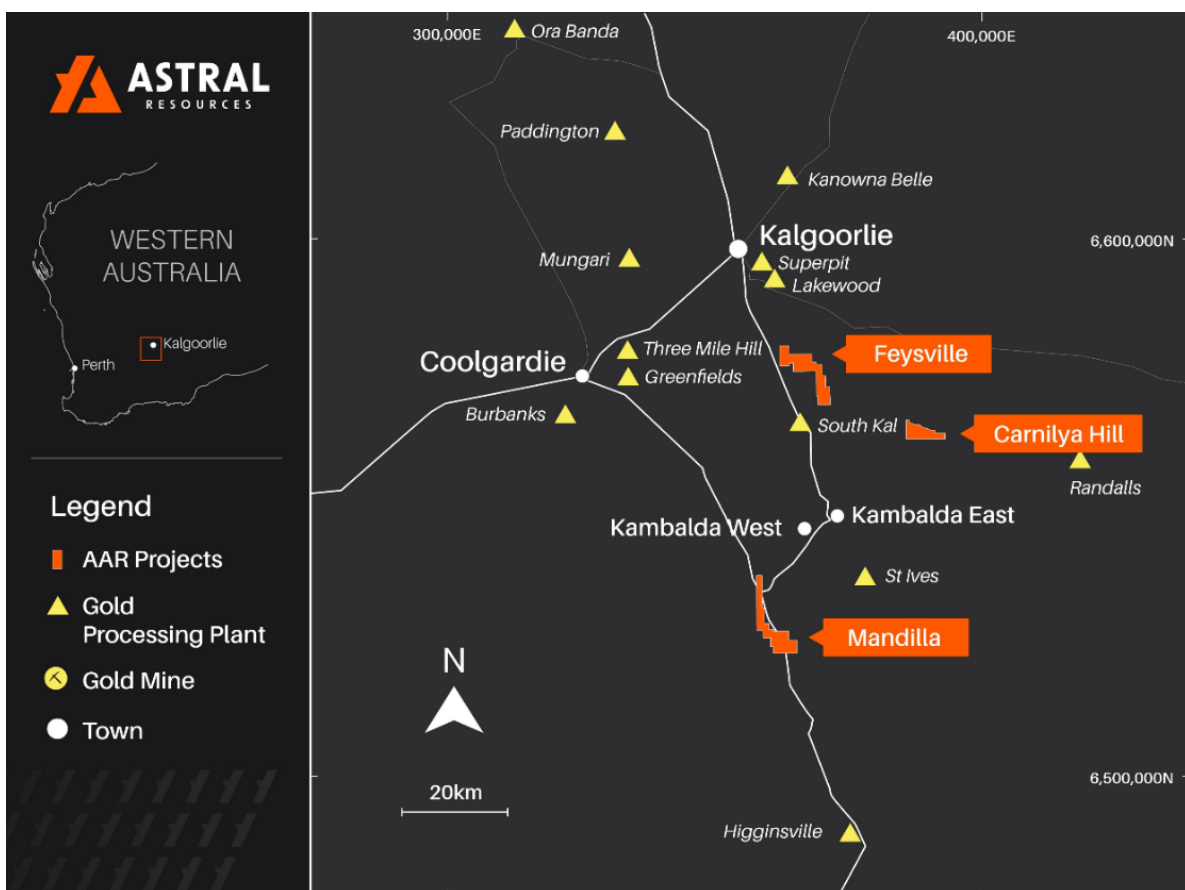 ASTRAL
RESOURCES
WESTERN
AUSTRALIA
Kalgoorlie
Perth
Legend
AAR Projects
Gold
Processing Plant
Gold Mine
Town
300,000E
400,000E
Ora Banda
Paddington
Kanowna Belle
Kalgoorlie
6,600,000N
Mungari
Superpit
Lakewood
Three Mile Hill
Feysville
Coolgardie
Greenfields
Burbanks
South Kal
Carnilya Hill
Randalls
Kambalda West
Kambalda East
St Ives
Mandilla
N
20km
6,500,000N
Higginsville